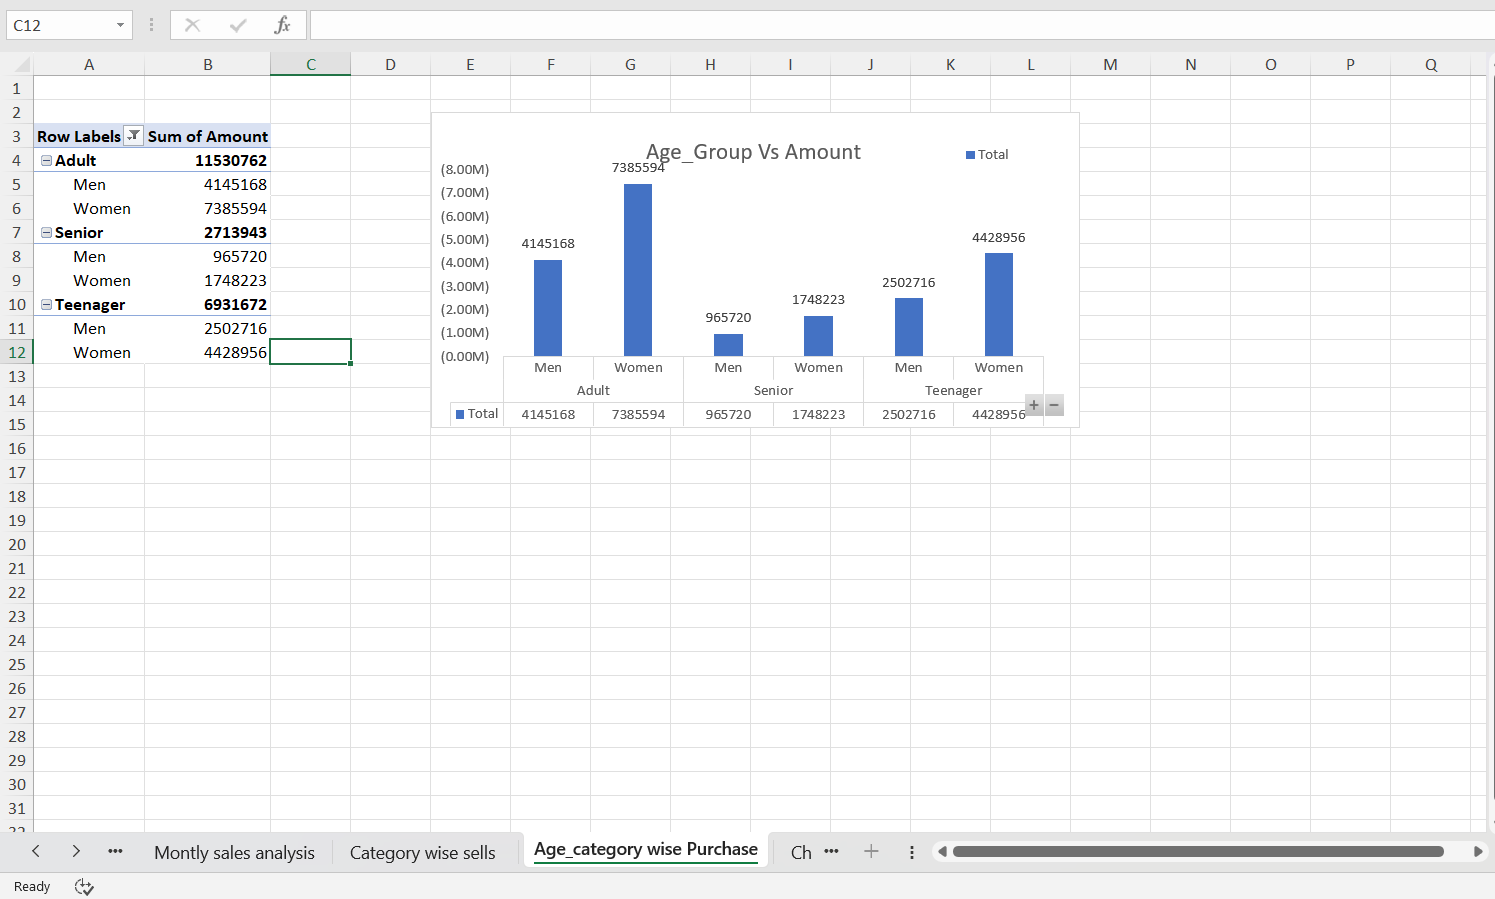 C12
fx
A B C D E F G H I J K L M N O P Q
1
2
3 Row Labels Sum of Amount
4 Adult 11530762
5 Men 4145168
6 Women 7385594
7 Senior 2713943
8 Men 965720
9 Women 1748223
10 Teenager 6931672
11 Men 2502716
12 Women 4428956
13
14
15
16
17
18
19
20
21
22
23
24
25
26
27
28
29
30
31
32
Age_Group Vs Amount
Total
(8.00M)
(7.00M)
(6.00M)
(5.00M)
(4.00M)
(3.00M)
(2.00M)
(1.00M)
(0.00M)
4145168
7385594
965720
1748223
2502716
4428956
Men Women Men Women Men Women
Adult Senior Teenager
Total 4145168 7385594 965720 1748223 2502716 4428956
+ −
Montly sales analysis Category wise sells Age_category wise Purchase Ch
Ready